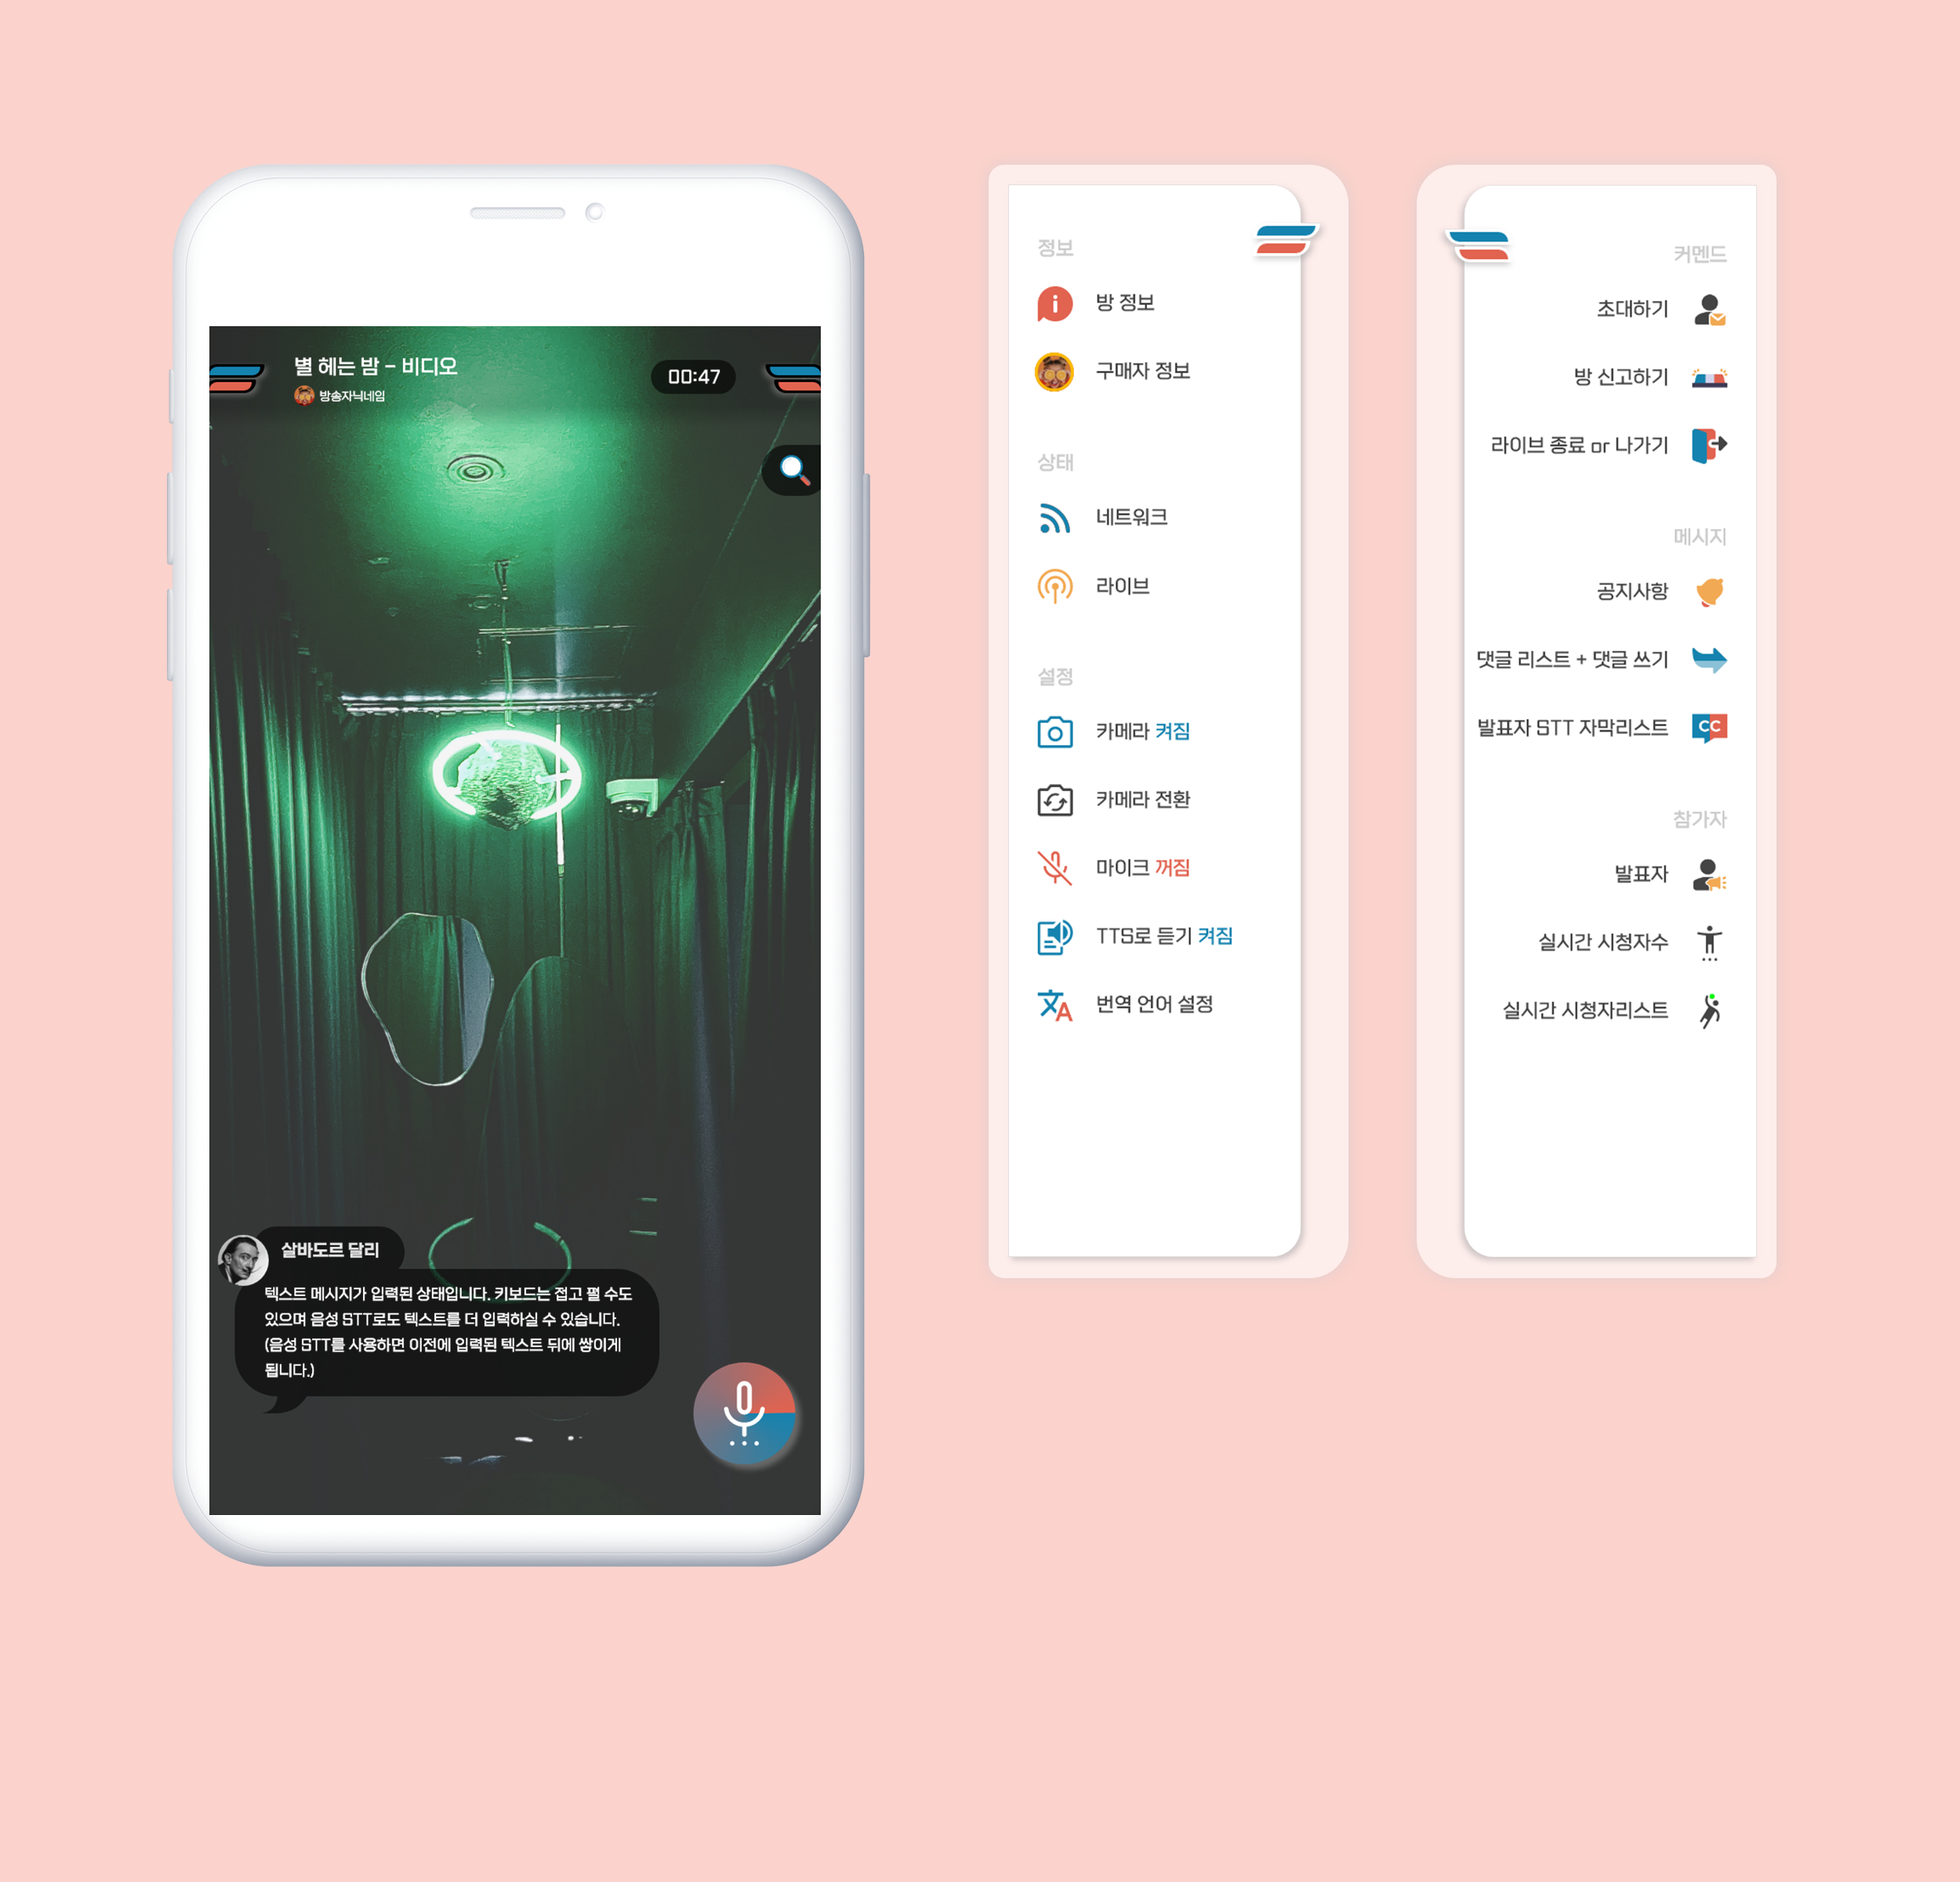 별 헤는 밤 - 비디오
방송자닉네임
00:47
살바도르 달리
텍스트 메시지가 입력된 상태입니다. 키보드는 접고 펼 수도
있으며 음성 STT로도 텍스트를 더 입력하실 수 있습니다.
(음성 STT를 사용하면 이전에 입력된 텍스트 뒤에 쌓이게
됩니다.)
정보
방 정보
구매자 정보
상태
네트워크
라이브
설정
카메라 켜짐
카메라 전환
마이크 꺼짐
TTS로 듣기 켜짐
번역 언어 설정
커멘드
초대하기
방 신고하기
라이브 종료 or 나가기
메시지
공지사항
댓글 리스트 + 댓글 쓰기
발표자 STT 자막리스트
CC
참가자
발표자
실시간 시청자수
실시간 시청자리스트